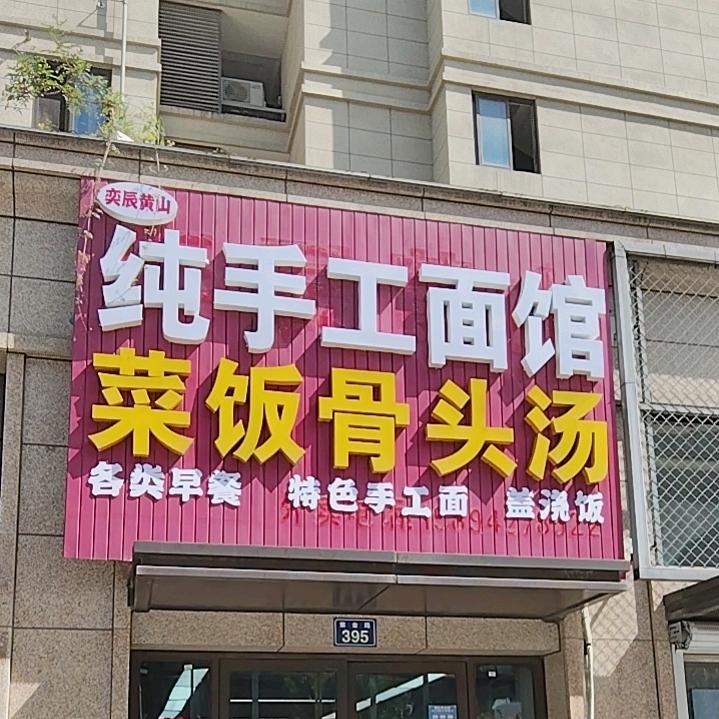 奕辰黄山
纯手工面馆
菜饭骨头汤
各类早餐 特色手工面 盖浇饭
395